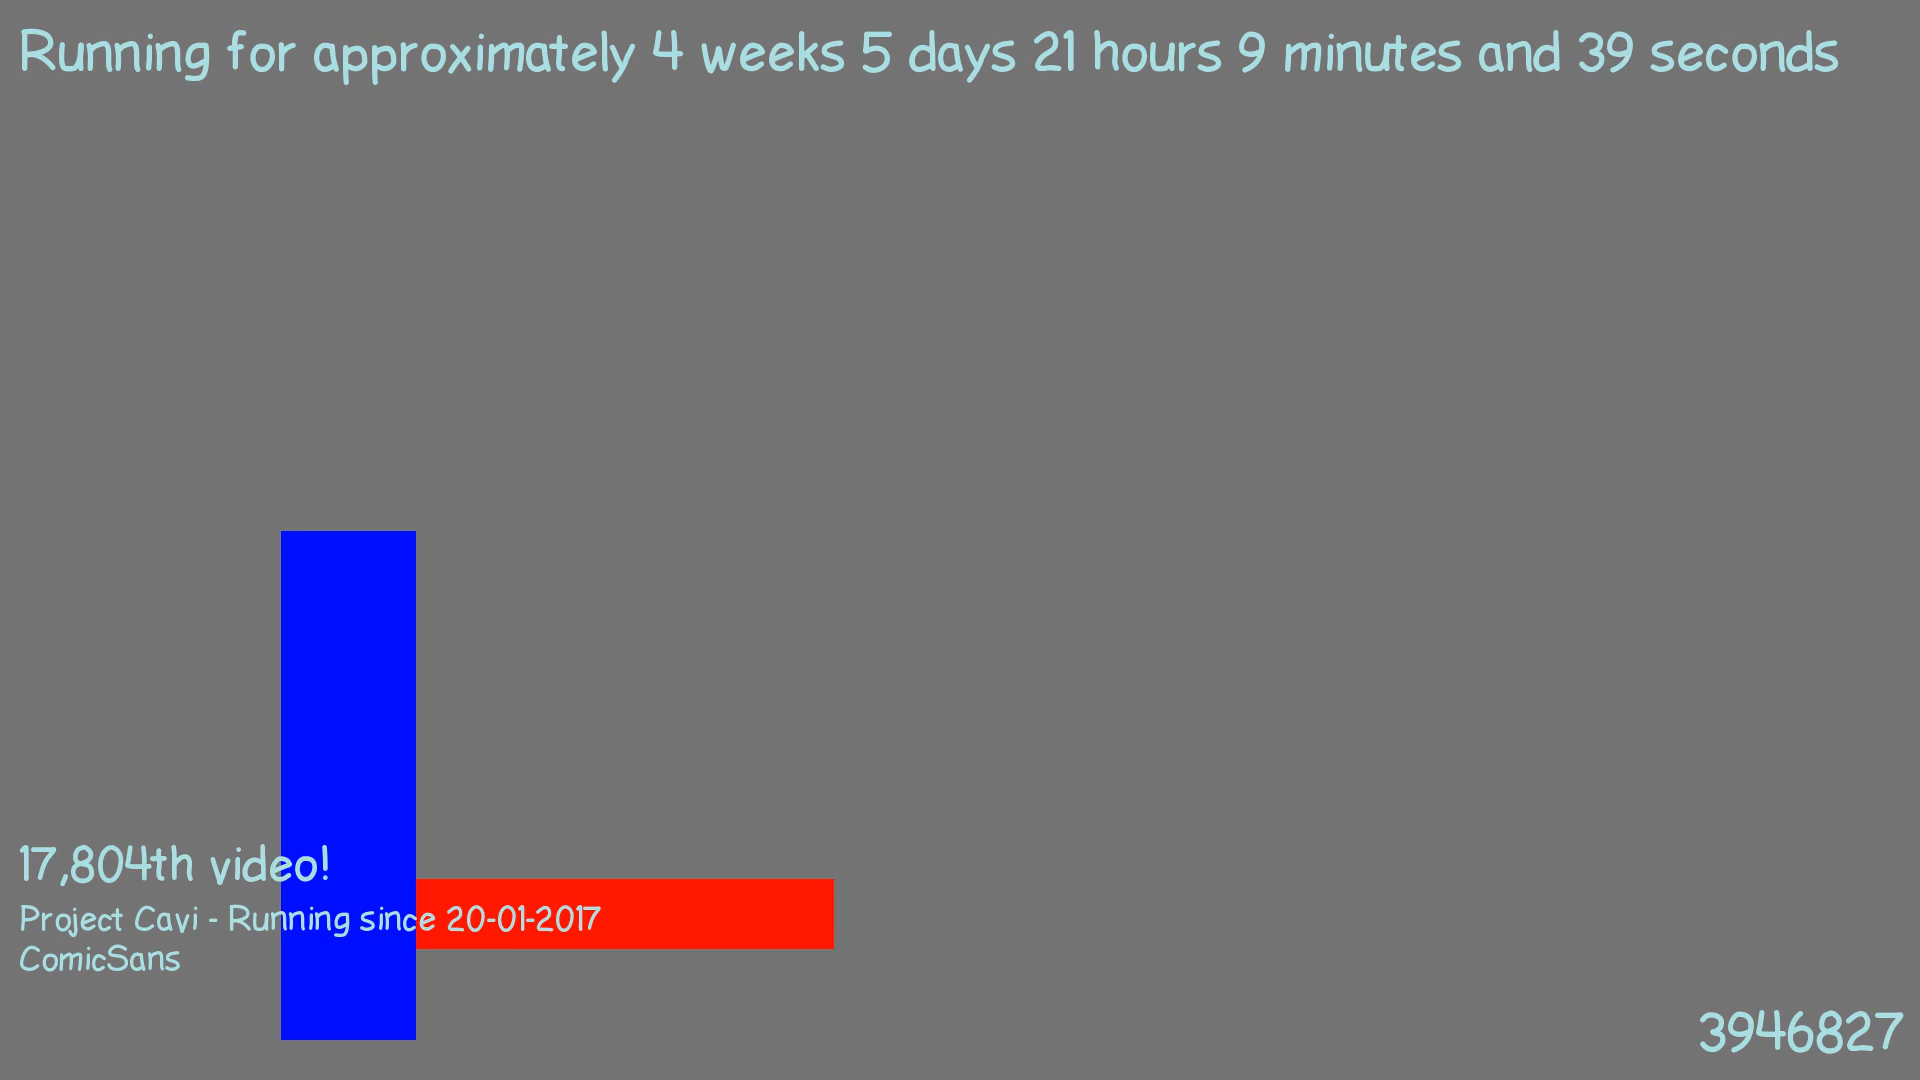 Running for approximately 4 weeks 5 days 21 hours 9 minutes and 39 seconds
17,804th video!
Project Cavi - Running since 20-01-2017
ComicSans
3946827